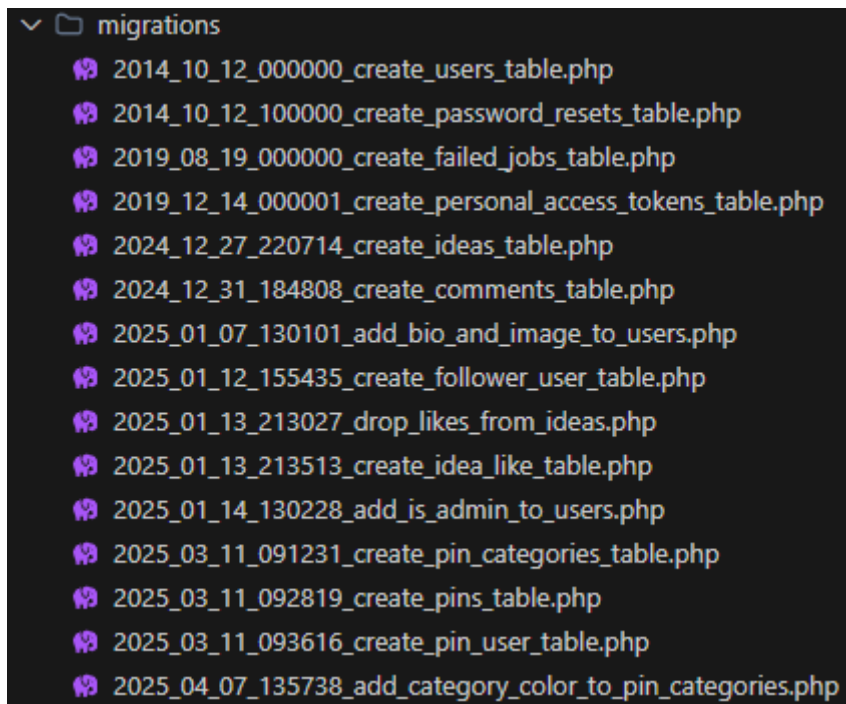 migrations
2014_10_12_000000_create_users_table.php
2014_10_12_100000_create_password_resets_table.php
2019_08_19_000000_create_failed_jobs_table.php
2019_12_14_000001_create_personal_access_tokens_table.php
2024_12_27_220714_create_ideas_table.php
2024_12_31_184808_create_comments_table.php
2025_01_07_130101_add_bio_and_image_to_users.php
2025_01_12_155435_create_follower_user_table.php
2025_01_13_213027_drop_likes_from_ideas.php
2025_01_13_213513_create_idea_like_table.php
2025_01_14_130228_add_is_admin_to_users.php
2025_03_11_091231_create_pin_categories_table.php
2025_03_11_092819_create_pins_table.php
2025_03_11_093616_create_pin_user_table.php
2025_04_07_135738_add_category_color_to_pin_categories.php